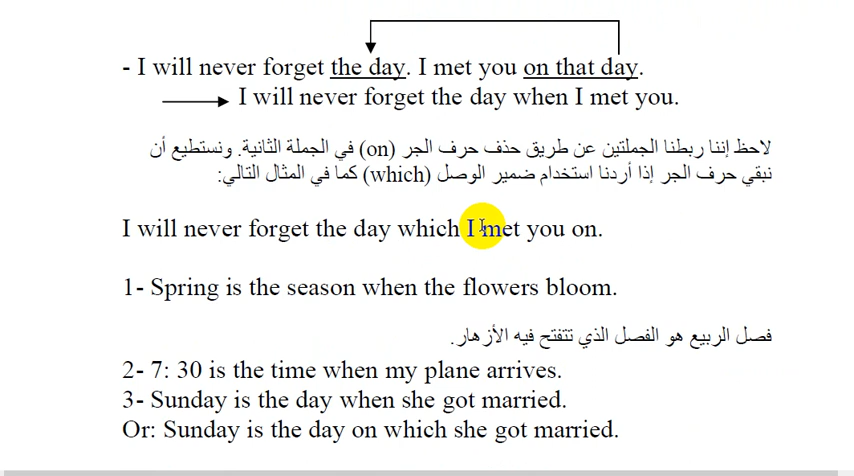 - I will never forget the day. I met you on that day.
I will never forget the day when I met you.
لاحظ إننا ربطنا الجملتين عن طريق حذف حرف الجر (on) في الجملة الثانية. ونستطيع أن
نبقي حرف الجر إذا أردنا استخدام ضمير الوصل (which) كما في المثال التالي:
I will never forget the day which I met you on.
1- Spring is the season when the flowers bloom.
فصل الربيع هو الفصل الذي تتفتح فيه الأزهار.
2- 7: 30 is the time when my plane arrives.
3- Sunday is the day when she got married.
Or: Sunday is the day on which she got married.